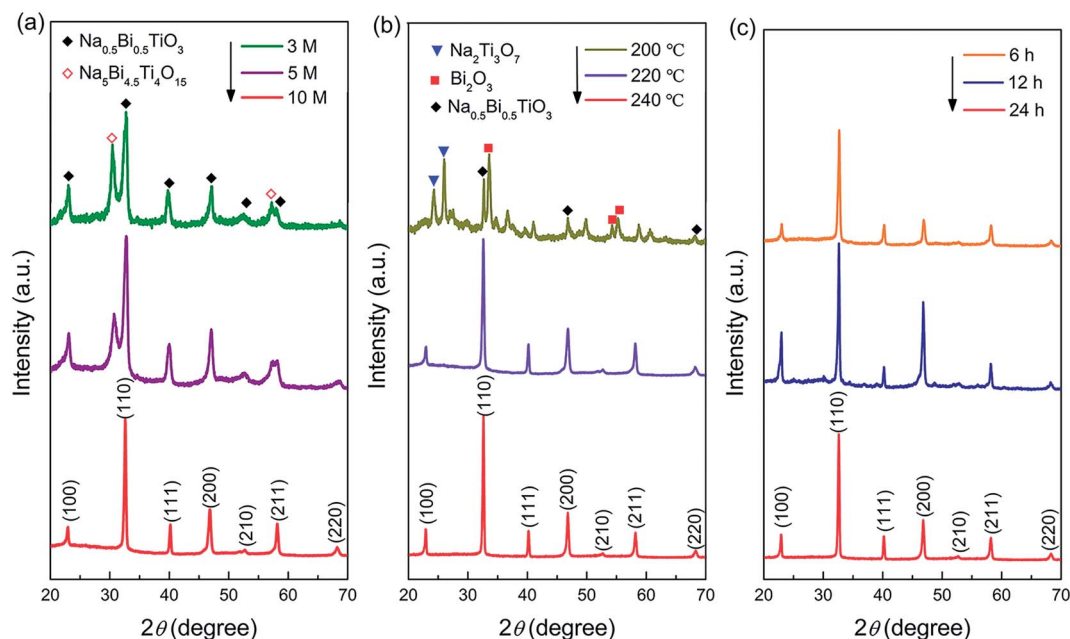 (a)
Na₀.₅Bi₀.₅TiO₃
Na₅Bi₄.₅Ti₄O₁₅
3 M
5 M
10 M
(100)
(110)
(111)
(200)
(210)
(211)
(220)
Intensity (a.u.)
20 30 40 50 60 70
2θ (degree)
(b)
Na₂Ti₃O₇
Bi₂O₃
Na₀.₅Bi₀.₅TiO₃
200 ℃
220 ℃
240 ℃
(100)
(110)
(111)
(200)
(210)
(211)
(220)
Intensity (a.u.)
20 30 40 50 60 70
2θ (degree)
(c)
6 h
12 h
24 h
(100)
(110)
(111)
(200)
(210)
(211)
(220)
Intensity (a.u.)
20 30 40 50 60 70
2θ (degree)